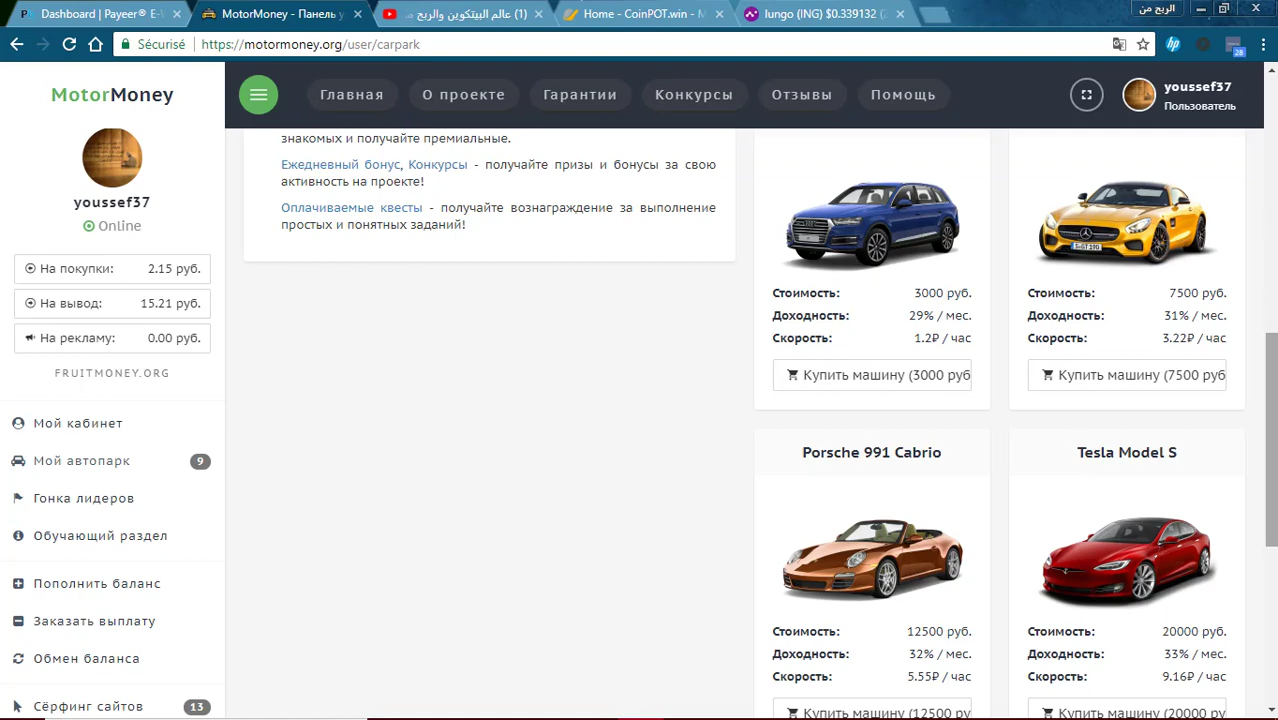 Dashboard | Payeer® E-W
MotorMoney - Панель у
(1) عالم البيتكوين والربح م
Home - CoinPOT.win - M
lungo (ING) $0.339132 (2
الربح من
Sécurisé
https://motormoney.org/user/carpark
28
MotorMoney
Главная
О проекте
Гарантии
Конкурсы
Отзывы
Помощь
youssef37
Пользователь
youssef37
Online
На покупки: 2.15 руб.
На вывод: 15.21 руб.
На рекламу: 0.00 руб.
FRUITMONEY.ORG
Мой кабинет
Мой автопарк 9
Гонка лидеров
Обучающий раздел
Пополнить баланс
Заказать выплату
Обмен баланса
Сёрфинг сайтов 13
знакомых и получайте премиальные.
Ежедневный бонус, Конкурсы - получайте призы и бонусы за свою
активность на проекте!
Оплачиваемые квесты - получайте вознаграждение за выполнение
простых и понятных заданий!
Стоимость: 3000 руб.
Доходность: 29% / мес.
Скорость: 1.2₽ / час
Купить машину (3000 руб
Стоимость: 7500 руб.
Доходность: 31% / мес.
Скорость: 3.22₽ / час
Купить машину (7500 руб
Porsche 991 Cabrio
Стоимость: 12500 руб.
Доходность: 32% / мес.
Скорость: 5.55₽ / час
Купить машину (12500 ру
Tesla Model S
Стоимость: 20000 руб.
Доходность: 33% / мес.
Скорость: 9.16₽ / час
Купить машину (20000 ру